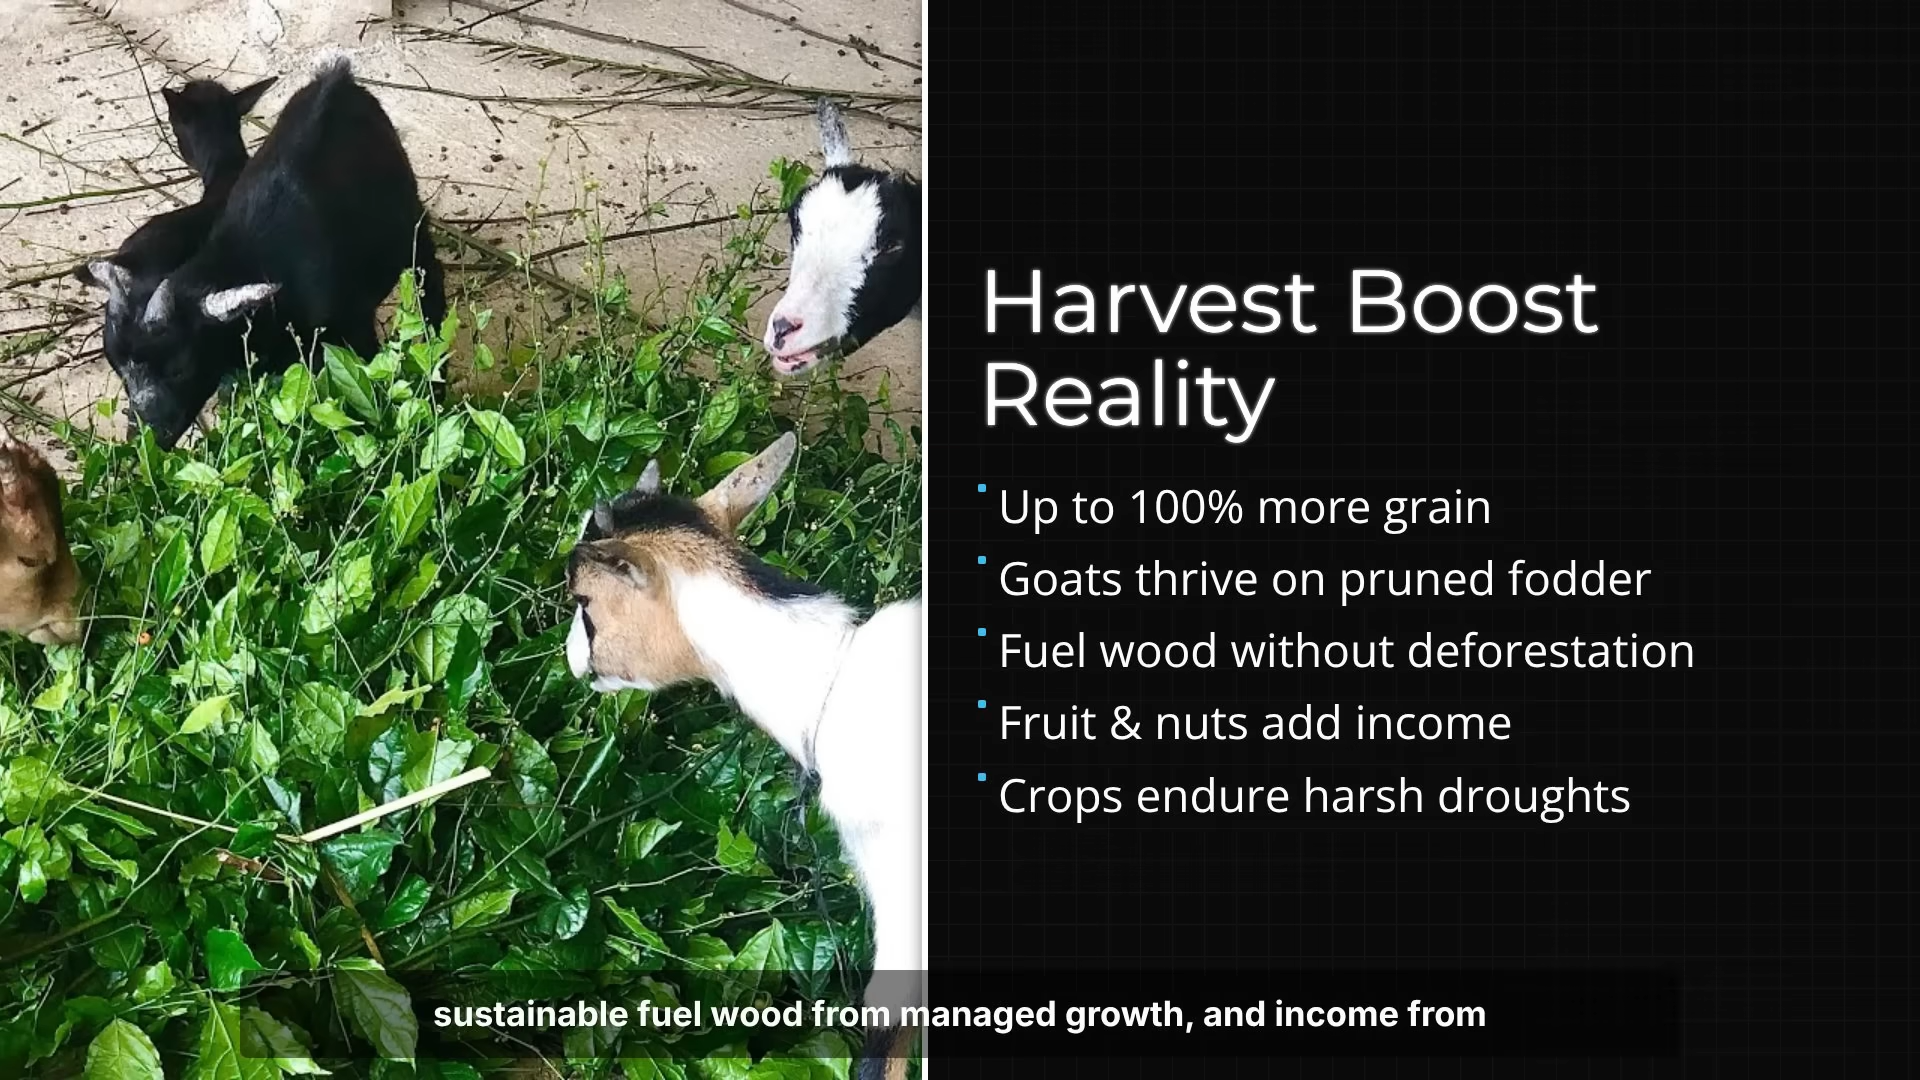 Harvest Boost
Reality
Up to 100% more grain
Goats thrive on pruned fodder
Fuel wood without deforestation
Fruit & nuts add income
Crops endure harsh droughts
sustainable fuel wood from managed growth, and income from